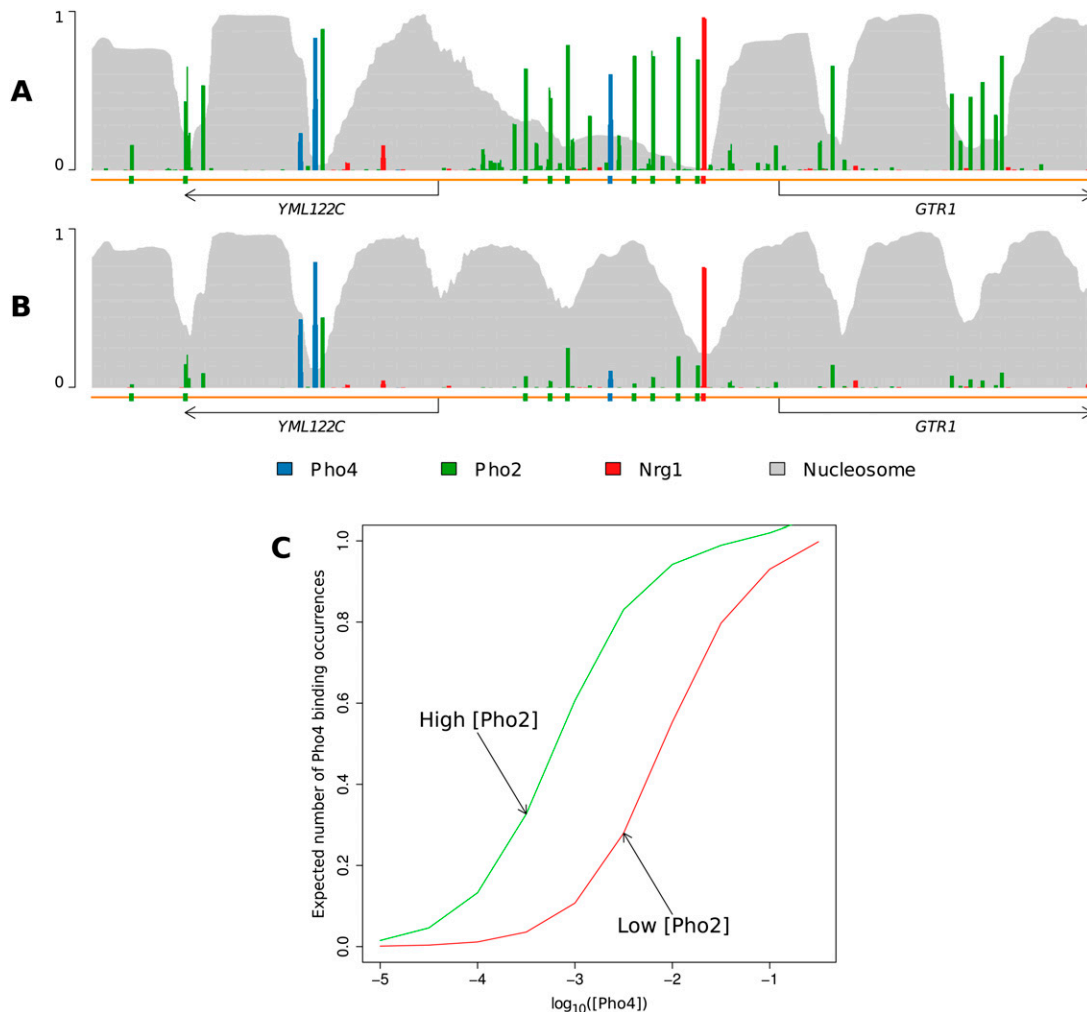 A
1
0
YML122C
GTR1
B
1
0
YML122C
GTR1
Pho4
Pho2
Nrg1
Nucleosome
C
Expected number of Pho4 binding occurrences
1.0
0.8
0.6
0.4
0.2
0.0
High [Pho2]
Low [Pho2]
−5
−4
−3
−2
−1
log10([Pho4])